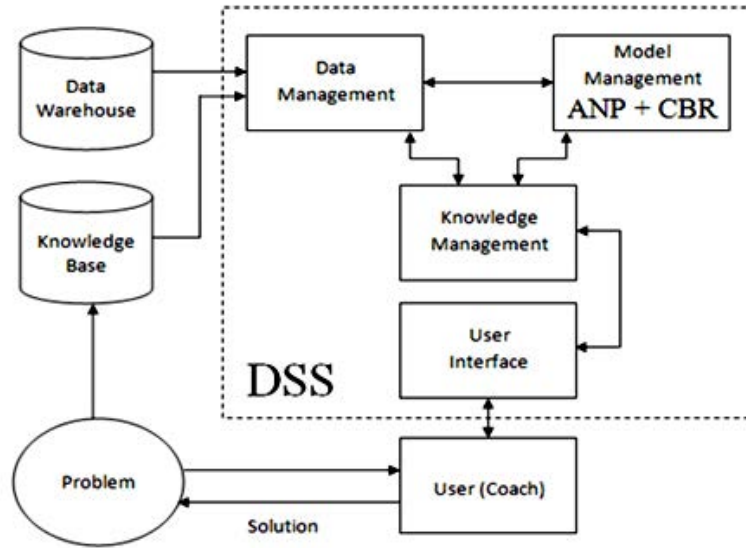 Data
Warehouse
Data
Management
Model
Management
ANP + CBR
Knowledge
Base
Knowledge
Management
User
Interface
DSS
Problem
User (Coach)
Solution